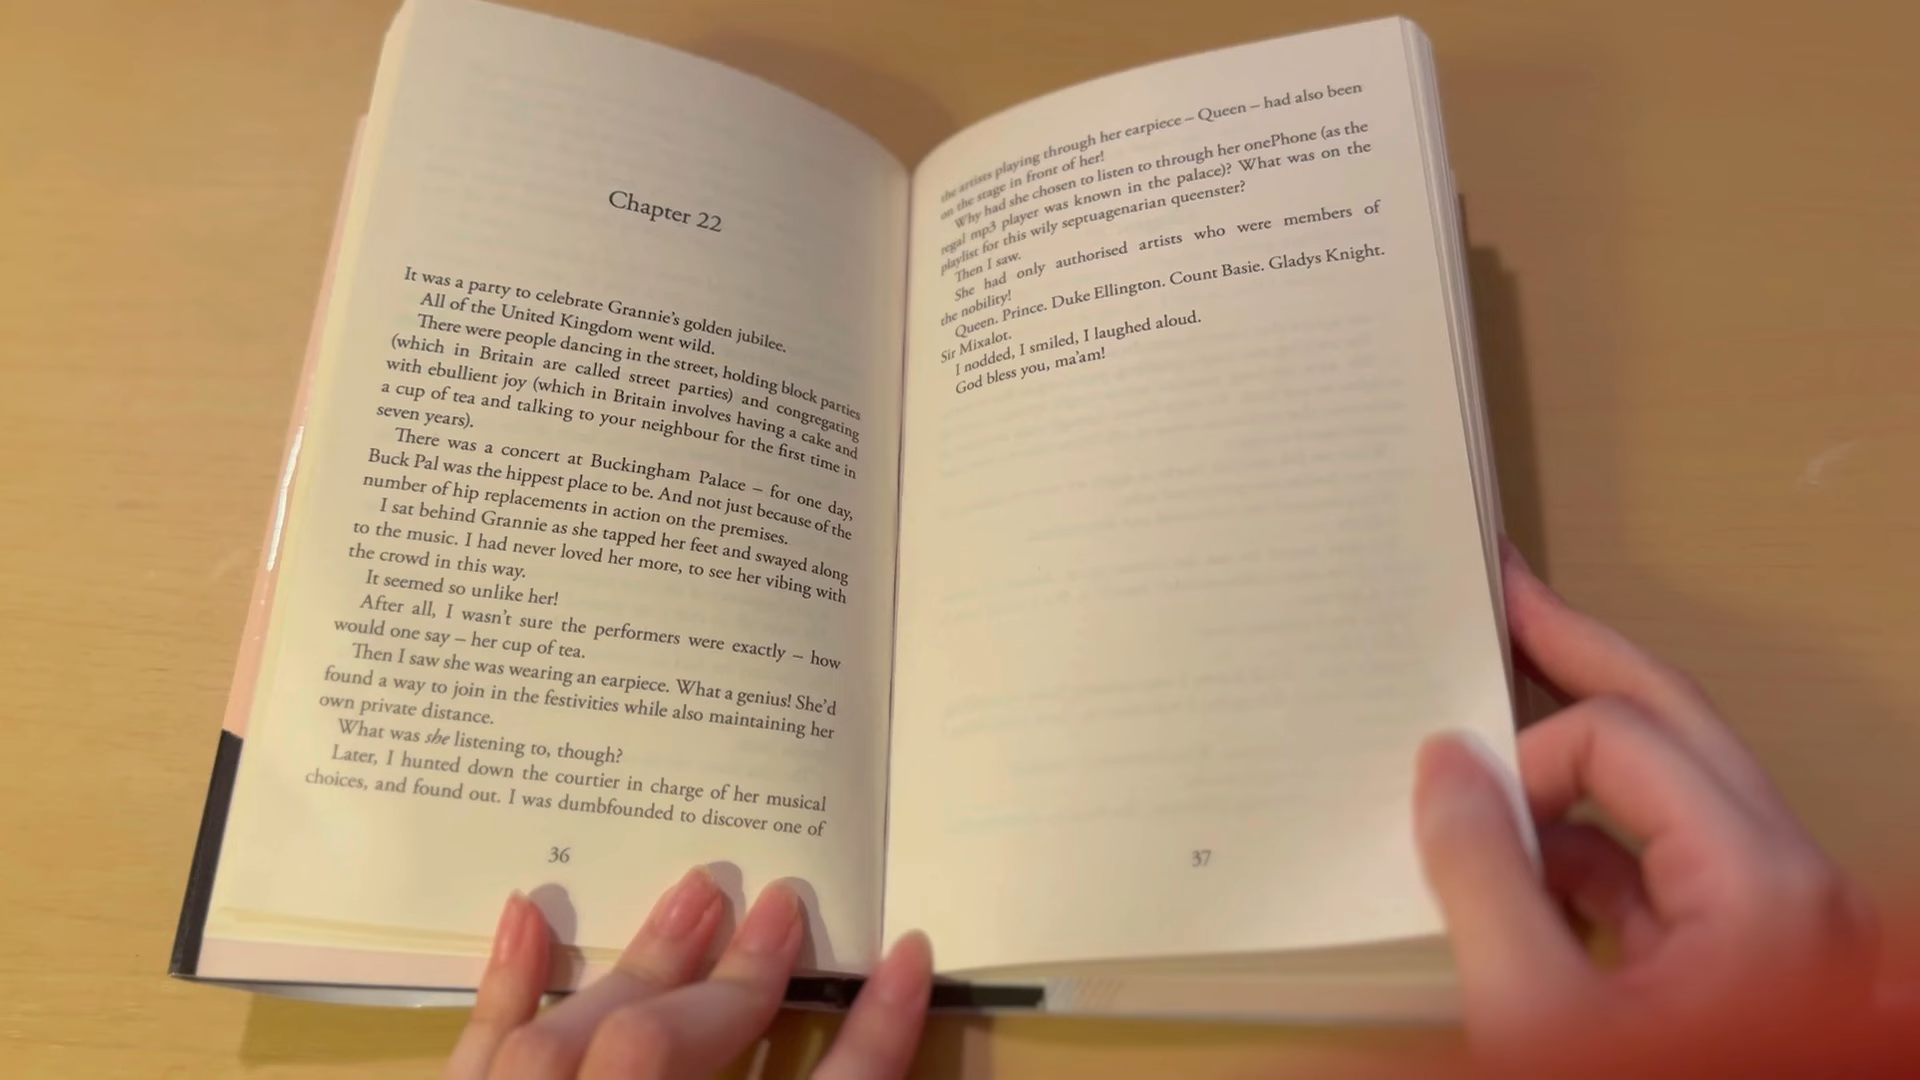 Chapter 22
It was a party to celebrate Grannie's golden jubilee.
All of the United Kingdom went wild.
There were people dancing in the street, holding block parties
(which in Britain are called street parties) and congregating
with ebullient joy (which in Britain involves having a cake and
a cup of tea and talking to your neighbour for the first time in
seven years).
There was a concert at Buckingham Palace – for one day,
Buck Pal was the hippest place to be. And not just because of the
number of hip replacements in action on the premises.
I sat behind Grannie as she tapped her feet and swayed along
to the music. I had never loved her more, to see her vibing with
the crowd in this way.
It seemed so unlike her!
After all, I wasn't sure the performers were exactly – how
would one say – her cup of tea.
Then I saw she was wearing an earpiece. What a genius! She'd
found a way to join in the festivities while also maintaining her
own private distance.
What was she listening to, though?
Later, I hunted down the courtier in charge of her musical
choices, and found out. I was dumbfounded to discover one of
36
the artists playing through her earpiece – Queen – had also been
on the stage in front of her!
Why had she chosen to listen to through her onePhone (as the
regal mp3 player was known in the palace)? What was on the
playlist for this wily septuagenarian queenster?
Then I saw.
She had only authorised artists who were members of
the nobility!
Queen. Prince. Duke Ellington. Count Basie. Gladys Knight.
Sir Mixalot.
I nodded, I smiled, I laughed aloud.
God bless you, ma'am!
37